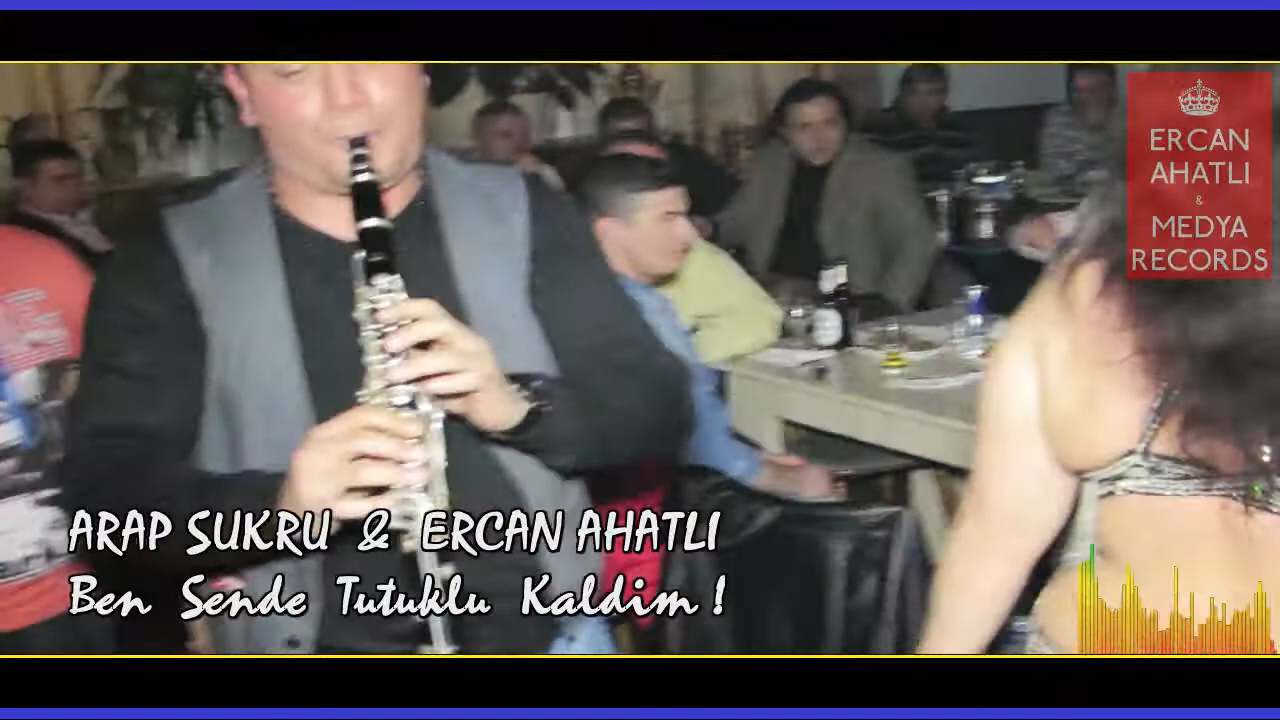 ERCAN
AHATLI
&
MEDYA
RECORDS
ARAP SUKRU & ERCAN AHATLI
Ben Sende Tutuklu Kaldim !